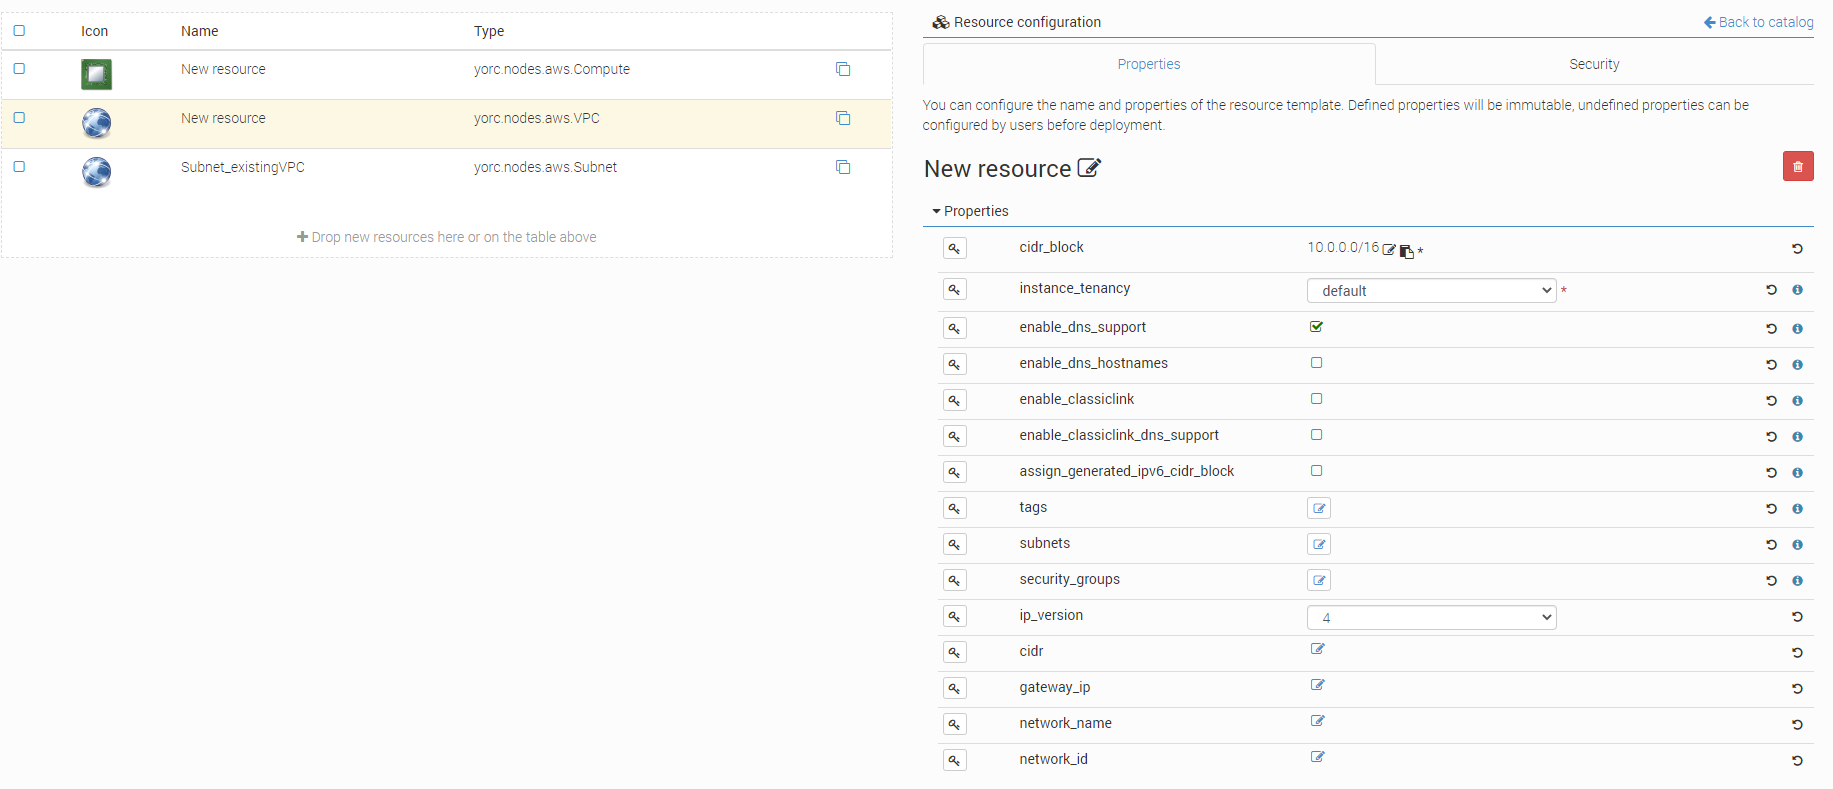 Icon Name Type
New resource yorc.nodes.aws.Compute
New resource yorc.nodes.aws.VPC
Subnet_existingVPC yorc.nodes.aws.Subnet
Drop new resources here or on the table above
Resource configuration Back to catalog
Properties Security
You can configure the name and properties of the resource template. Defined properties will be immutable, undefined properties can be
configured by users before deployment.
New resource
Properties
cidr_block 10.0.0.0/16 *
instance_tenancy default *
enable_dns_support
enable_dns_hostnames
enable_classiclink
enable_classiclink_dns_support
assign_generated_ipv6_cidr_block
tags
subnets
security_groups
ip_version 4
cidr
gateway_ip
network_name
network_id